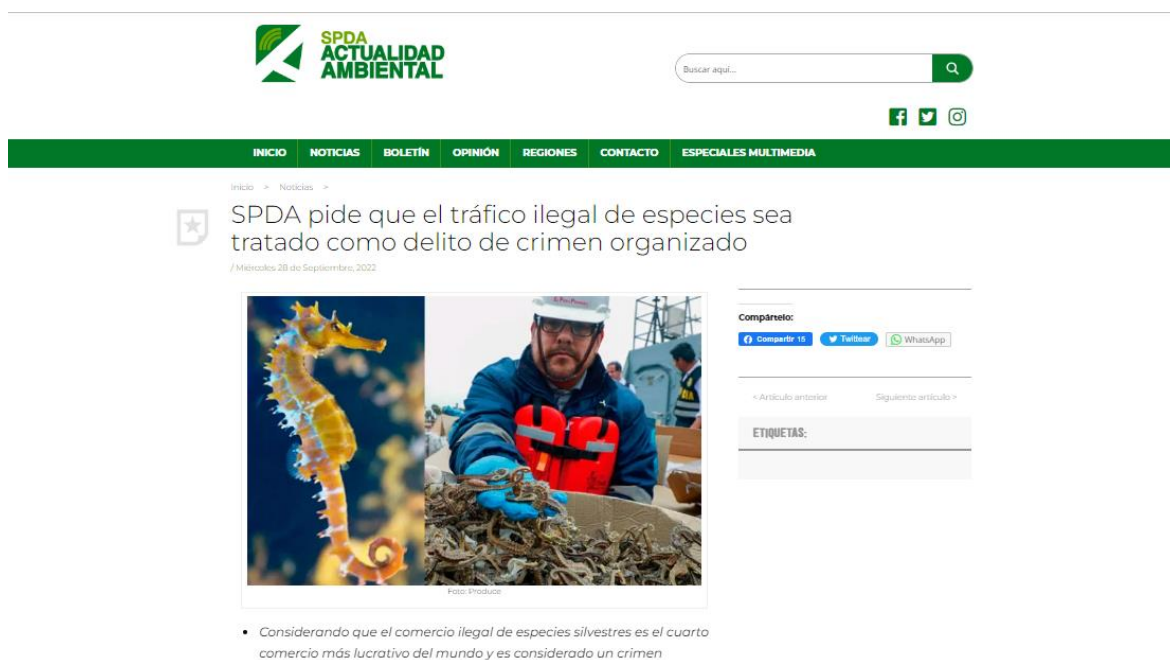 SPDA
ACTUALIDAD
AMBIENTAL
Buscar aquí...
INICIO NOTICIAS BOLETÍN OPINIÓN REGIONES CONTACTO ESPECIALES MULTIMEDIA
Inicio > Noticias >
SPDA pide que el tráfico ilegal de especies sea
tratado como delito de crimen organizado
/ Miércoles 28 de Septiembre, 2022
Compártelo:
Compartir 15 Twittear WhatsApp
< Artículo anterior Siguiente artículo >
ETIQUETAS:
Foto: Produce
• Considerando que el comercio ilegal de especies silvestres es el cuarto
comercio más lucrativo del mundo y es considerado un crimen